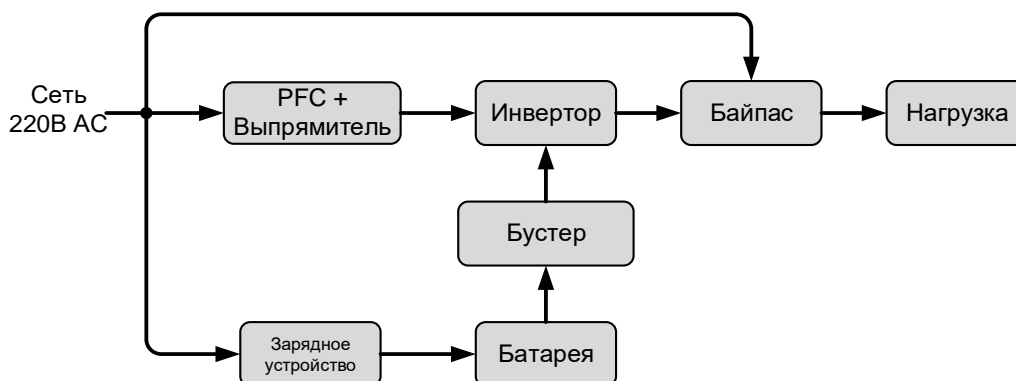 Сеть
220В AC
PFC +
Выпрямитель
Инвертор
Байпас
Нагрузка
Бустер
Зарядное
устройство
Батарея